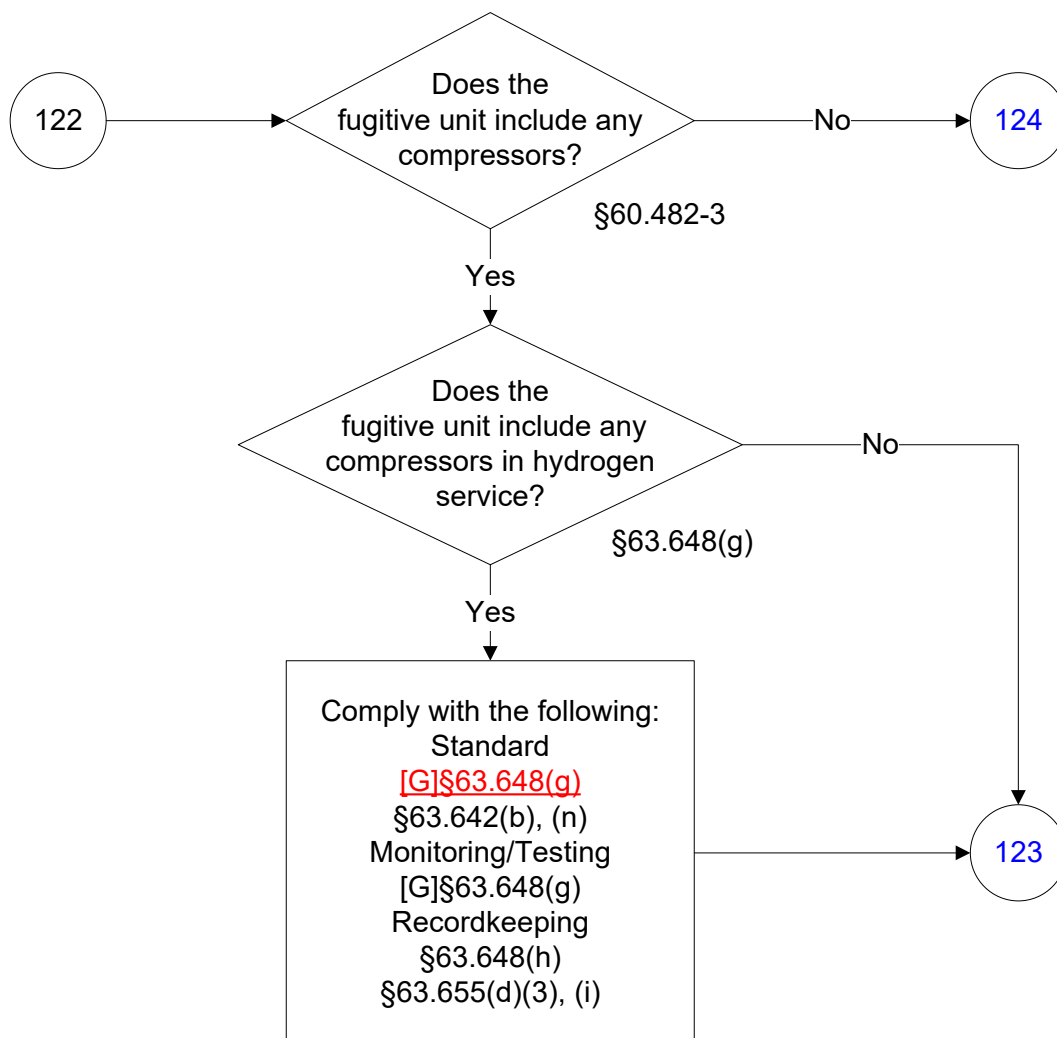 122
Does the
fugitive unit include any
compressors?
No
124
§60.482-3
Yes
Does the
fugitive unit include any
compressors in hydrogen
service?
No
§63.648(g)
Yes
Comply with the following:
Standard
[G]§63.648(g)
§63.642(b), (n)
Monitoring/Testing
[G]§63.648(g)
Recordkeeping
§63.648(h)
§63.655(d)(3), (i)
123